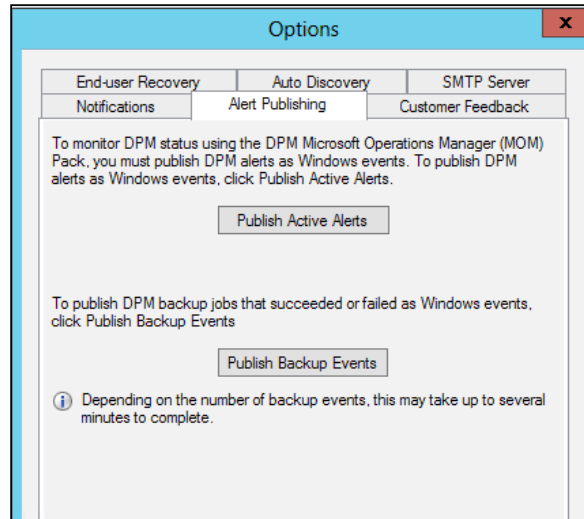 Options
x
End-user Recovery Auto Discovery SMTP Server
Notifications Alert Publishing Customer Feedback
To monitor DPM status using the DPM Microsoft Operations Manager (MOM)
Pack, you must publish DPM alerts as Windows events. To publish DPM
alerts as Windows events, click Publish Active Alerts.
Publish Active Alerts
To publish DPM backup jobs that succeeded or failed as Windows events,
click Publish Backup Events
Publish Backup Events
i Depending on the number of backup events, this may take up to several
minutes to complete.